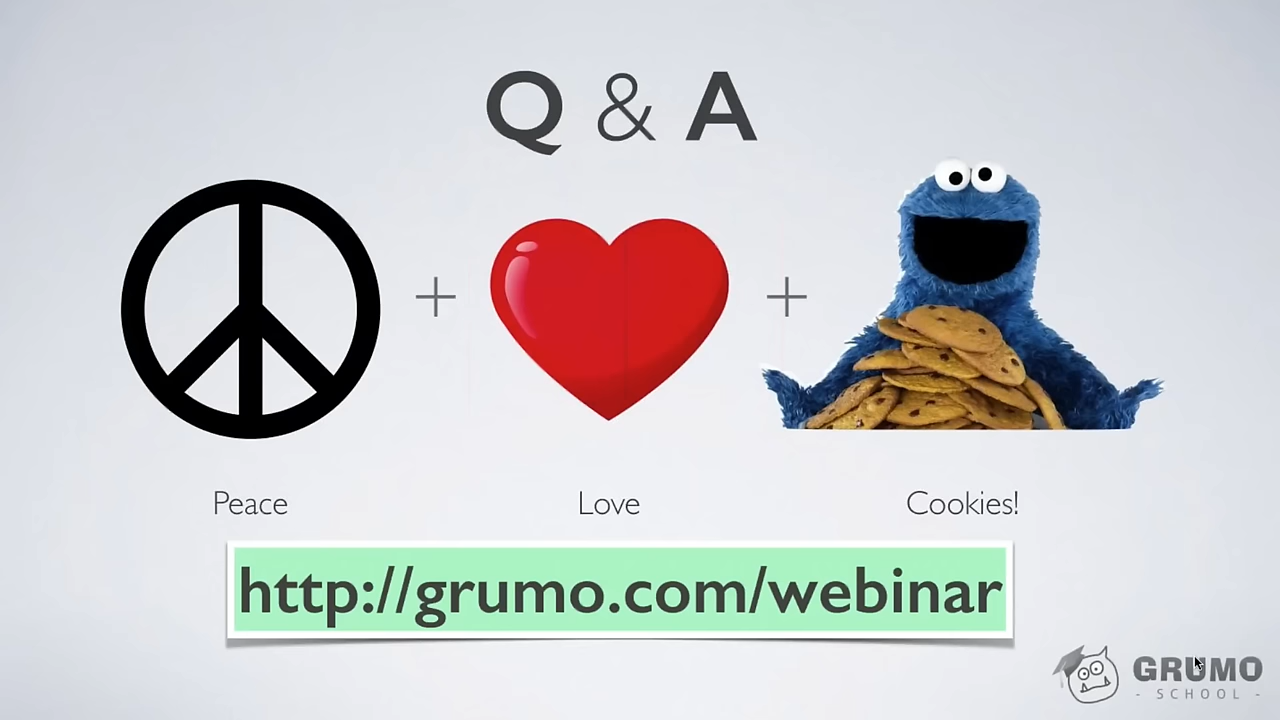 Q & A
+ +
Peace Love Cookies!
http://grumo.com/webinar
GRUMO
- SCHOOL -